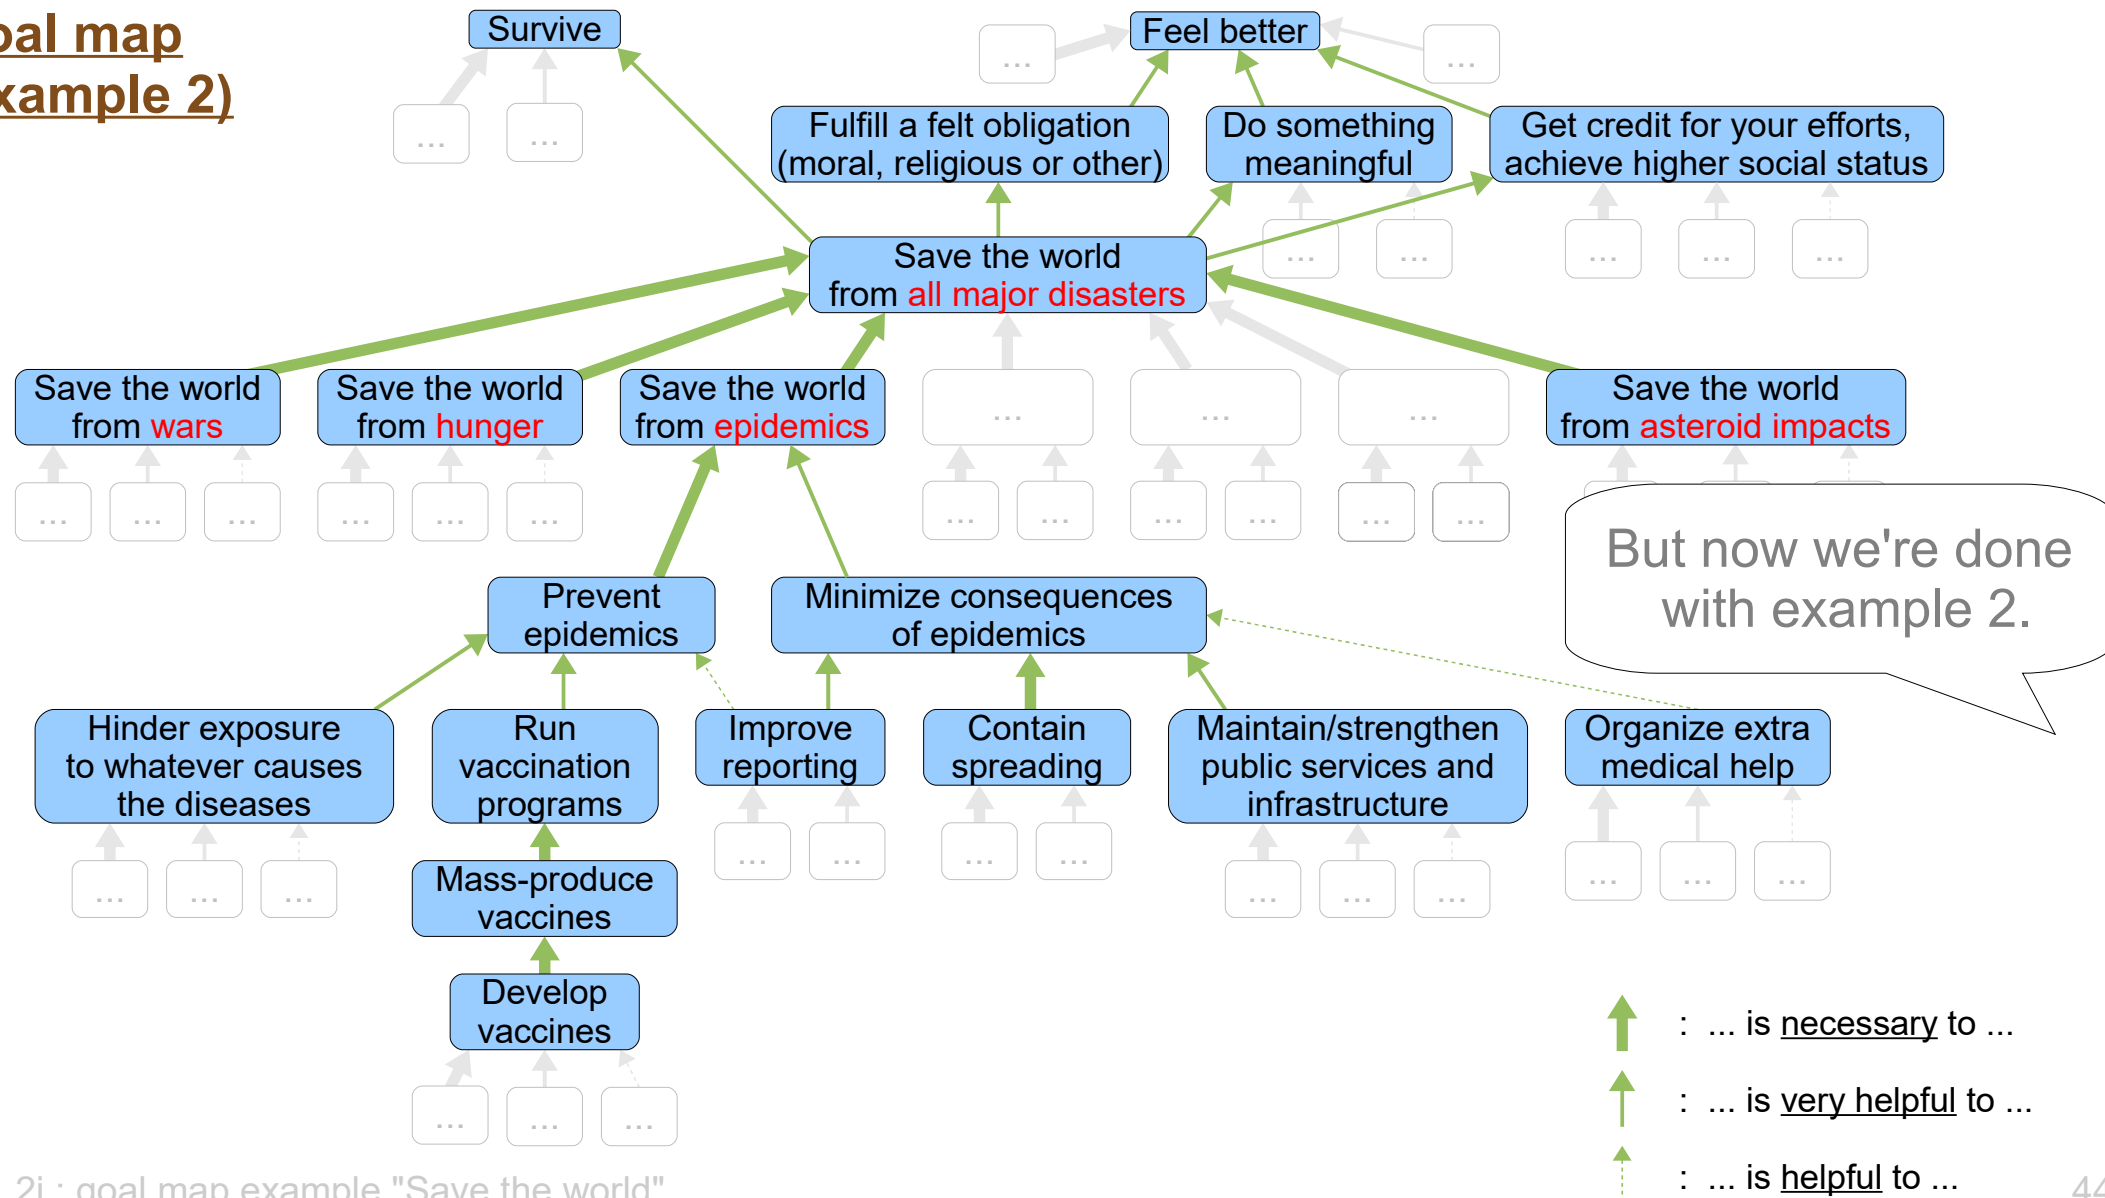 oal map
xample 2)
Survive
Feel better
...
...
...
...
Fulfill a felt obligation
(moral, religious or other)
Do something
meaningful
Get credit for your efforts,
achieve higher social status
Save the world
from all major disasters
...
...
...
...
...
Save the world
from wars
Save the world
from hunger
Save the world
from epidemics
...
...
...
Save the world
from asteroid impacts
...
...
...
...
...
...
...
...
...
...
...
...
But now we're done
with example 2.
Prevent
epidemics
Minimize consequences
of epidemics
Hinder exposure
to whatever causes
the diseases
Run
vaccination
programs
Improve
reporting
Contain
spreading
Maintain/strengthen
public services and
infrastructure
Organize extra
medical help
...
...
...
...
...
...
...
...
...
...
...
...
...
Mass-produce
vaccines
Develop
vaccines
...
...
...
: ... is necessary to ...
: ... is very helpful to ...
: ... is helpful to ...
2i : goal map example "Save the world"
44